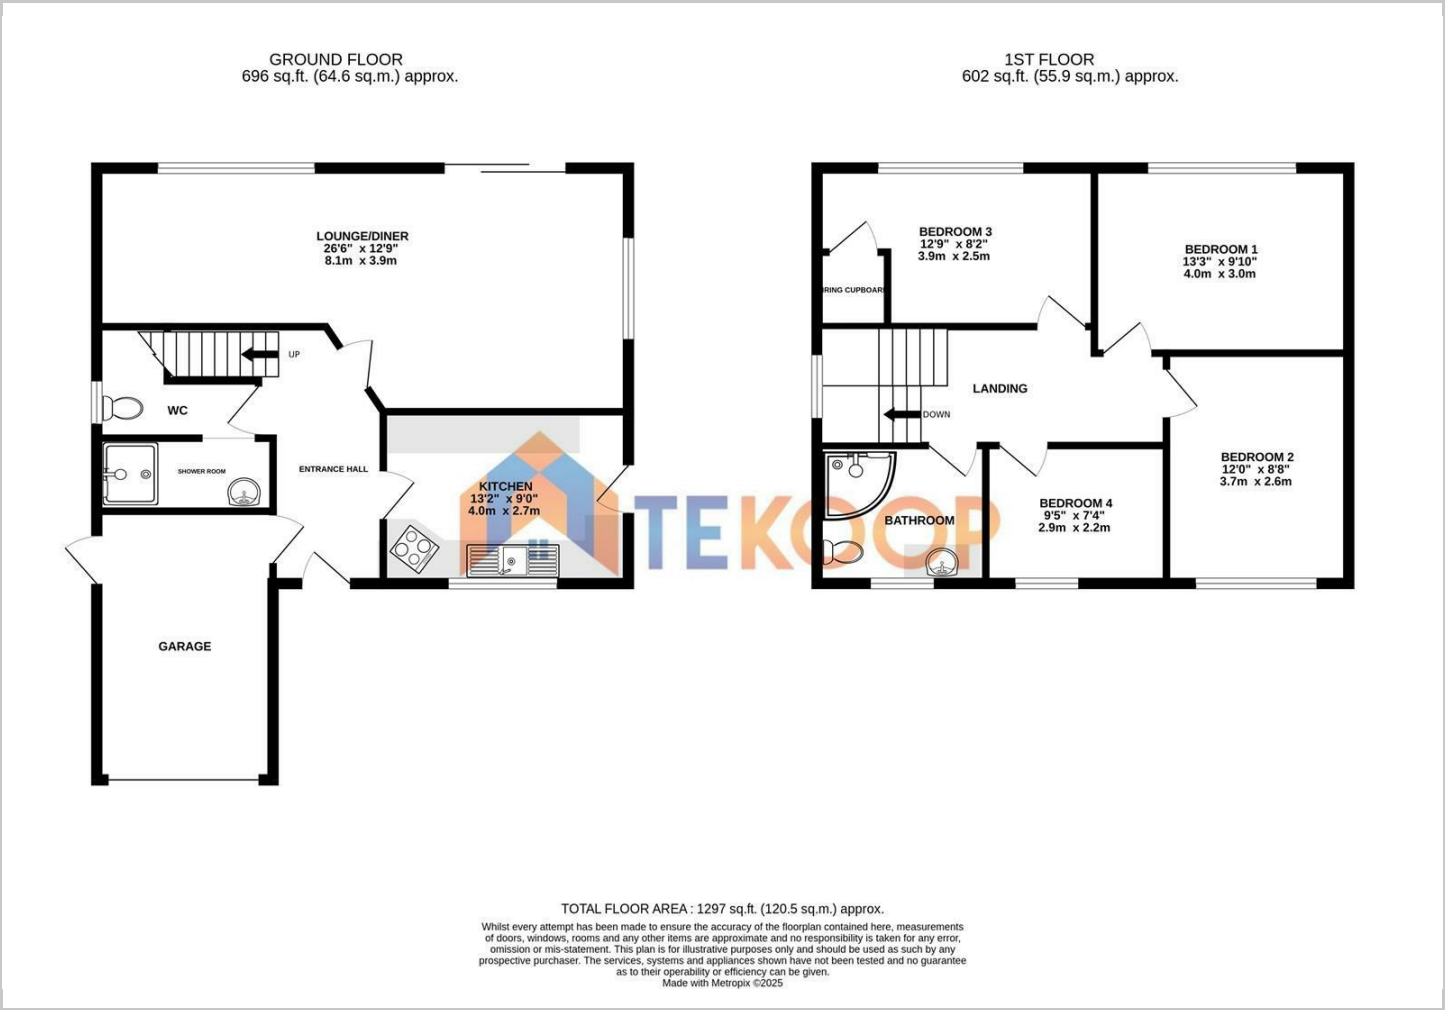 GROUND FLOOR
696 sq.ft. (64.6 sq.m.) approx.
1ST FLOOR
602 sq.ft. (55.9 sq.m.) approx.
LOUNGE/DINER
26'6" x 12'9"
8.1m x 3.9m
UP
WC
SHOWER ROOM
ENTRANCE HALL
KITCHEN
13'2" x 9'0"
4.0m x 2.7m
GARAGE
BEDROOM 3
12'9" x 8'2"
3.9m x 2.5m
BEDROOM 1
13'3" x 9'10"
4.0m x 3.0m
IRING CUPBOARD
LANDING
DOWN
BEDROOM 2
12'0" x 8'8"
3.7m x 2.6m
BATHROOM
BEDROOM 4
9'5" x 7'4"
2.9m x 2.2m
TEKOOP
TOTAL FLOOR AREA : 1297 sq.ft. (120.5 sq.m.) approx.
Whilst every attempt has been made to ensure the accuracy of the floorplan contained here, measurements
of doors, windows, rooms and any other items are approximate and no responsibility is taken for any error,
omission or mis-statement. This plan is for illustrative purposes only and should be used as such by any
prospective purchaser. The services, systems and appliances shown have not been tested and no guarantee
as to their operability or efficiency can be given.
Made with Metropix ©2025